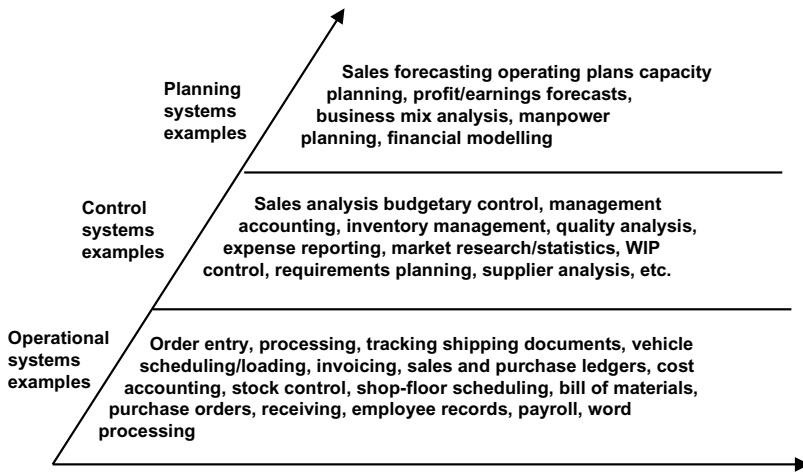 Planning
systems
examples
Sales forecasting operating plans capacity
planning, profit/earnings forecasts,
business mix analysis, manpower
planning, financial modelling
Control
systems
examples
Sales analysis budgetary control, management
accounting, inventory management, quality analysis,
expense reporting, market research/statistics, WIP
control, requirements planning, supplier analysis, etc.
Operational
systems
examples
Order entry, processing, tracking shipping documents, vehicle
scheduling/loading, invoicing, sales and purchase ledgers, cost
accounting, stock control, shop-floor scheduling, bill of materials,
purchase orders, receiving, employee records, payroll, word
processing